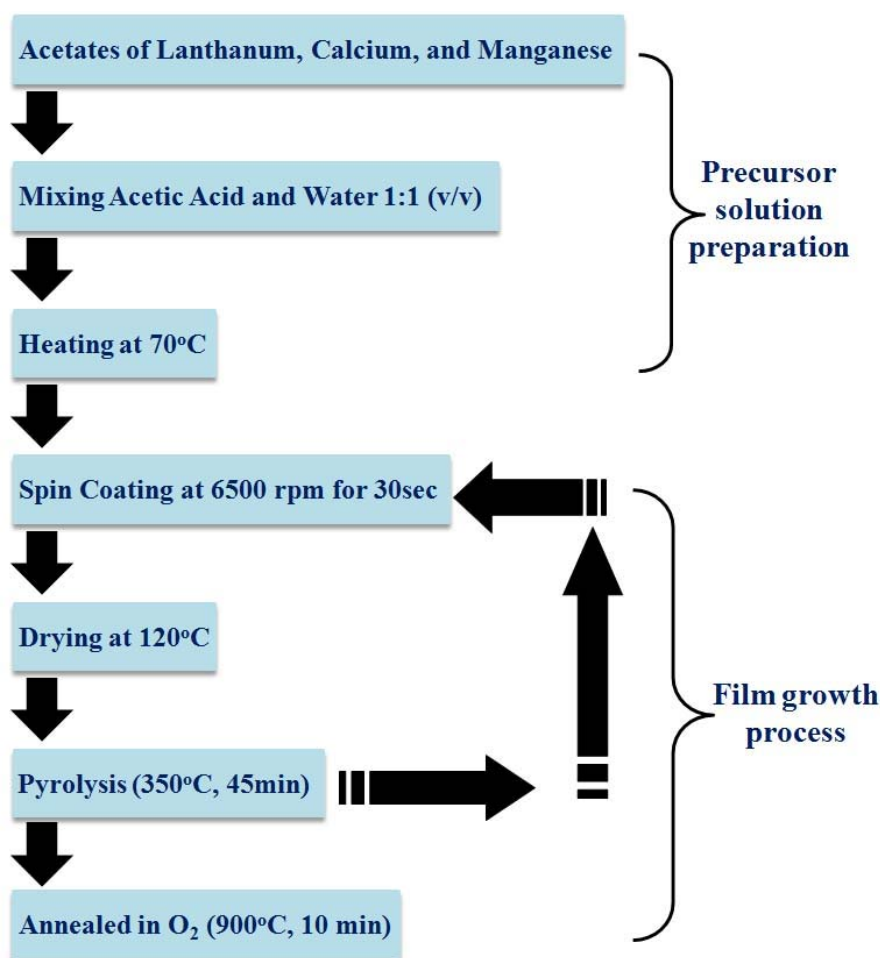 Acetates of Lanthanum, Calcium, and Manganese
Mixing Acetic Acid and Water 1:1 (v/v)
Heating at 70°C
Precursor
solution
preparation
Spin Coating at 6500 rpm for 30sec
Drying at 120°C
Pyrolysis (350°C, 45min)
Annealed in O₂ (900°C, 10 min)
Film growth
process